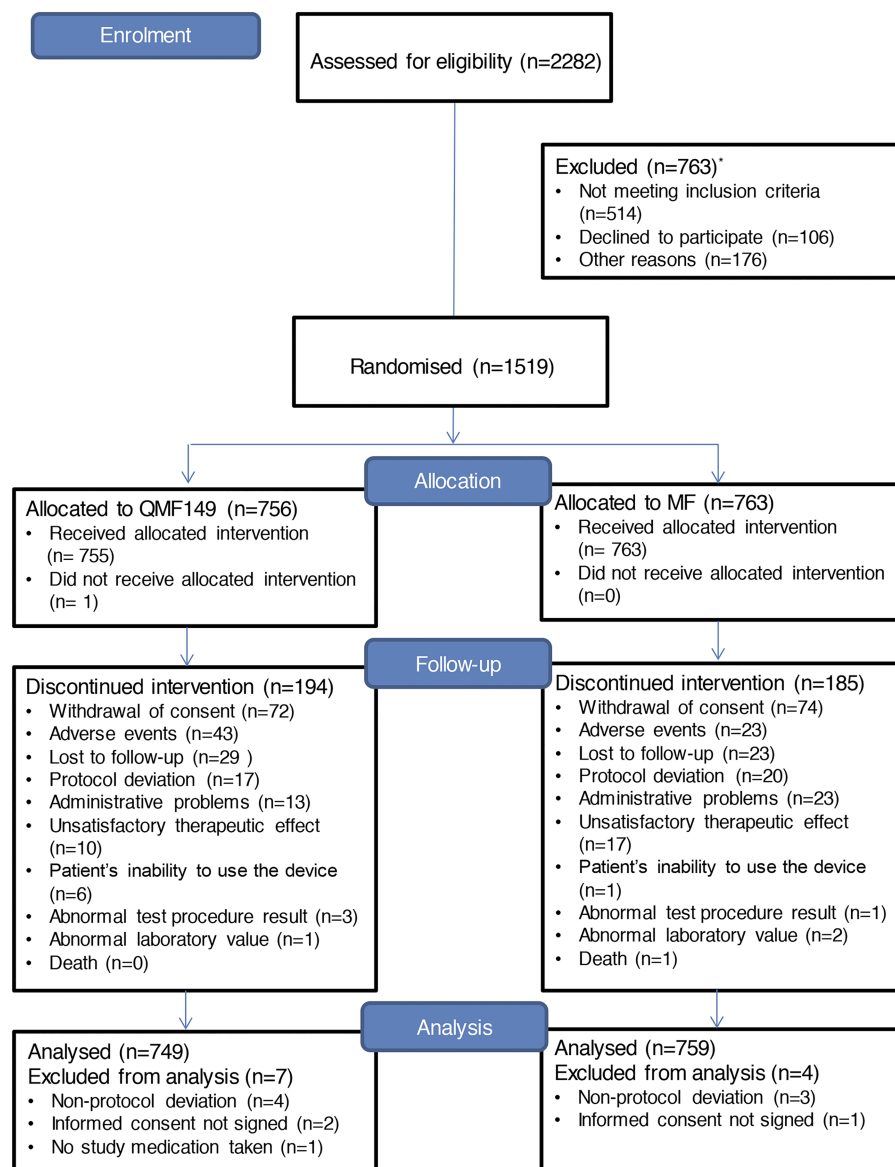 Enrolment
Assessed for eligibility (n=2282)
Excluded (n=763)*
• Not meeting inclusion criteria
(n=514)
• Declined to participate (n=106)
• Other reasons (n=176)
Randomised (n=1519)
Allocation
Allocated to QMF149 (n=756)
• Received allocated intervention
(n= 755)
• Did not receive allocated intervention
(n= 1)
Allocated to MF (n=763)
• Received allocated intervention
(n= 763)
• Did not receive allocated intervention
(n=0)
Follow-up
Discontinued intervention (n=194)
• Withdrawal of consent (n=72)
• Adverse events (n=43)
• Lost to follow-up (n=29 )
• Protocol deviation (n=17)
• Administrative problems (n=13)
• Unsatisfactory therapeutic effect
(n=10)
• Patient's inability to use the device
(n=6)
• Abnormal test procedure result (n=3)
• Abnormal laboratory value (n=1)
• Death (n=0)
Discontinued intervention (n=185)
• Withdrawal of consent (n=74)
• Adverse events (n=23)
• Lost to follow-up (n=23)
• Protocol deviation (n=20)
• Administrative problems (n=23)
• Unsatisfactory therapeutic effect
(n=17)
• Patient's inability to use the device
(n=1)
• Abnormal test procedure result (n=1)
• Abnormal laboratory value (n=2)
• Death (n=1)
Analysis
Analysed (n=749)
Excluded from analysis (n=7)
• Non-protocol deviation (n=4)
• Informed consent not signed (n=2)
• No study medication taken (n=1)
Analysed (n=759)
Excluded from analysis (n=4)
• Non-protocol deviation (n=3)
• Informed consent not signed (n=1)